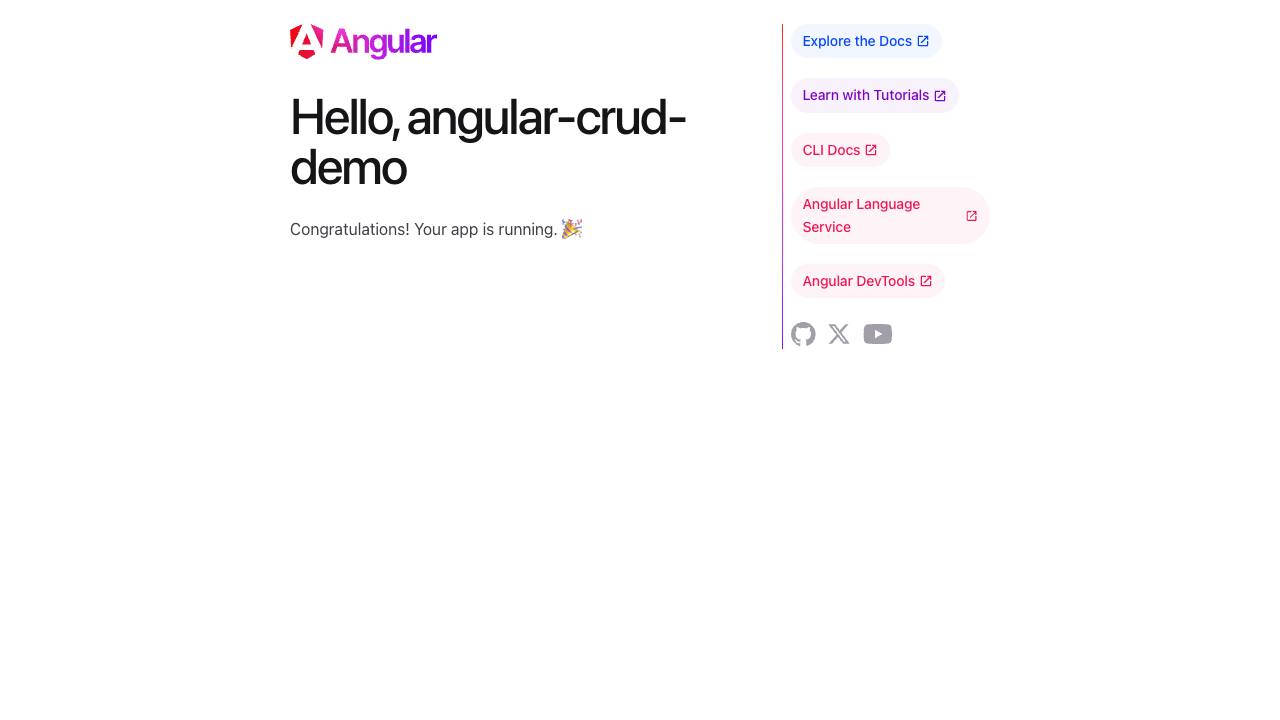 Angular
Hello, angular-crud-
demo
Congratulations! Your app is running. 🎉
Explore the Docs
Learn with Tutorials
CLI Docs
Angular Language
Service
Angular DevTools